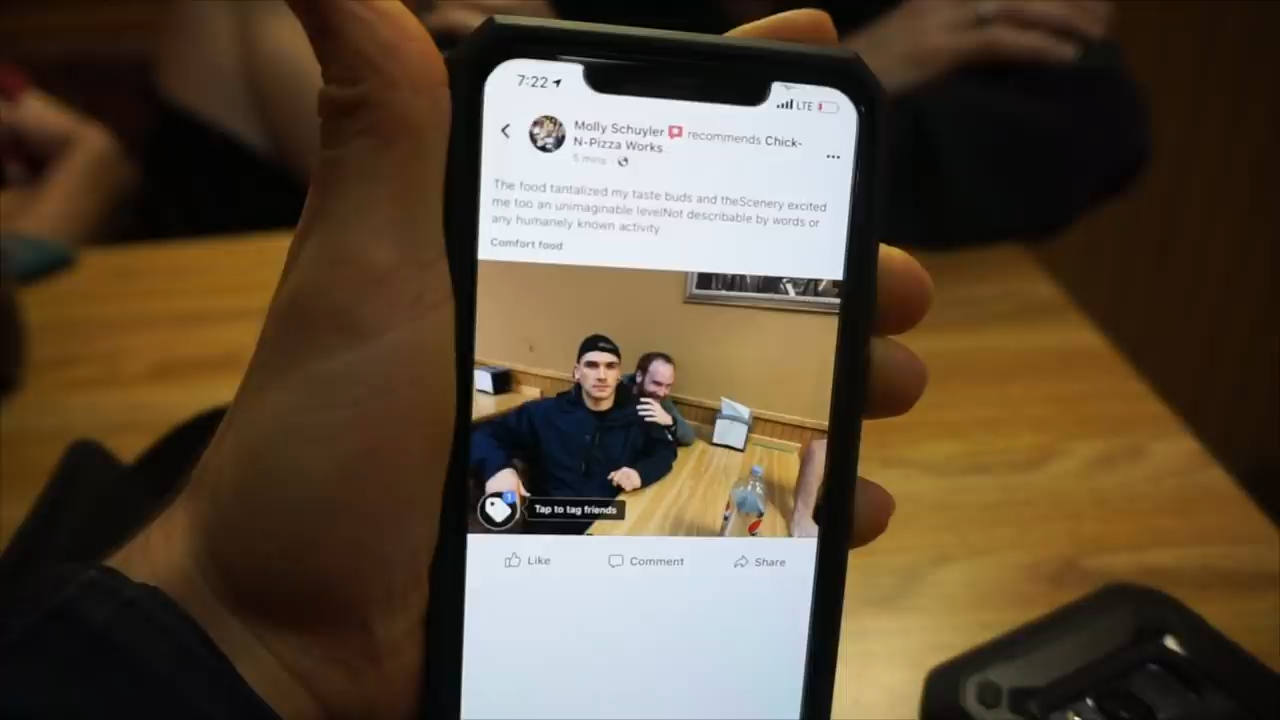 7:22
LTE
Molly Schuyler recommends Chick-
N-Pizza Works
5 mins
The food tantalized my taste buds and theScenery excited
me too an unimaginable levelNot describable by words or
any humanely known activity
Comfort food
1
Tap to tag friends
Like Comment Share